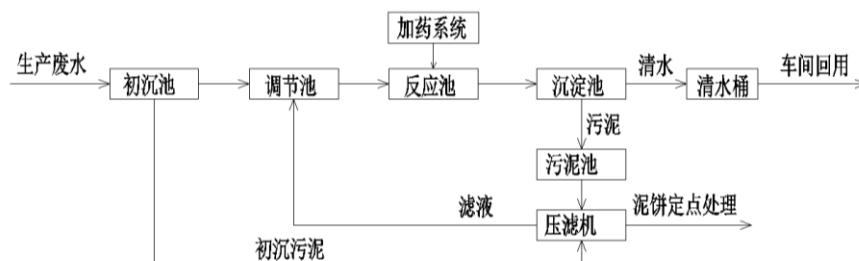 加药系统
生产废水
初沉池
调节池
反应池
沉淀池
清水
清水桶
车间回用
污泥
污泥池
滤液
压滤机
泥饼定点处理
初沉污泥